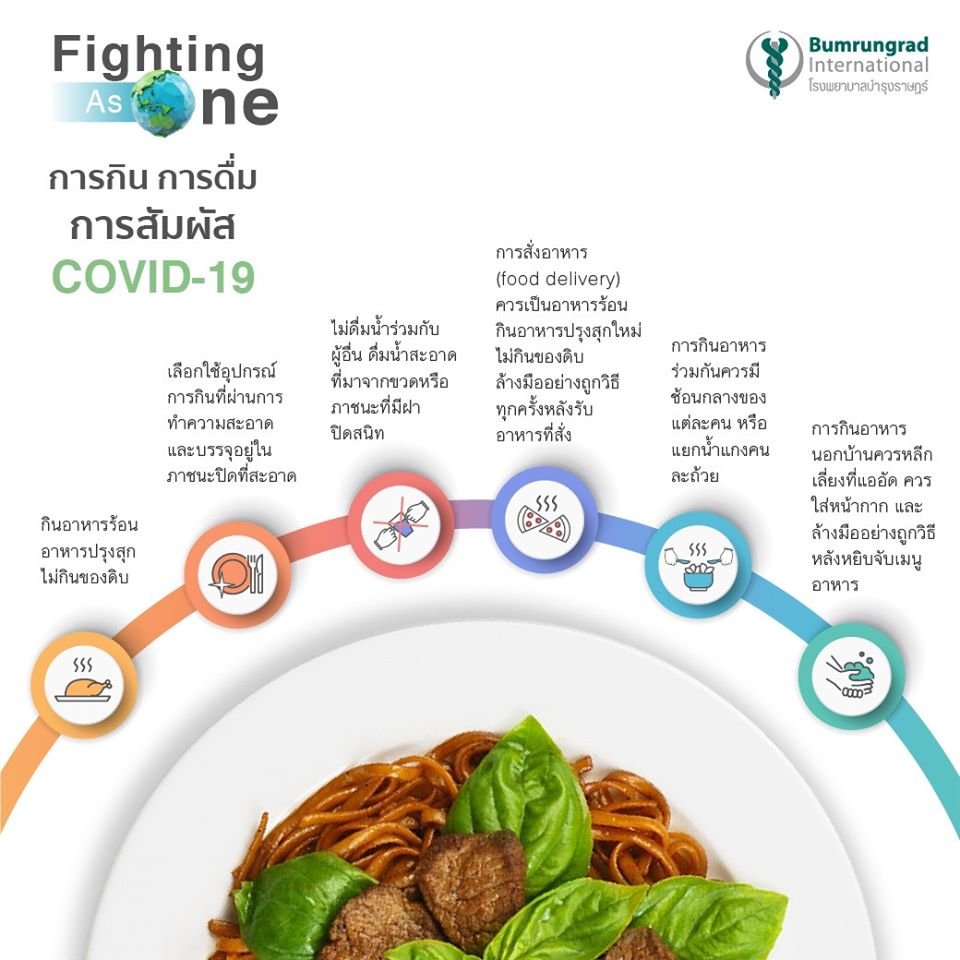 Fighting
As One
Bumrungrad
International
โรงพยาบาลบำรุงราษฎร์
การกิน การดื่ม
การสัมผัส
COVID-19
กินอาหารร้อน
อาหารปรุงสุก
ไม่กินของดิบ
เลือกใช้อุปกรณ์
การกินที่ผ่านการ
ทำความสะอาด
และบรรจุอยู่ใน
ภาชนะปิดที่สะอาด
ไม่ดื่มน้ำร่วมกับ
ผู้อื่น ดื่มน้ำสะอาด
ที่มาจากขวดหรือ
ภาชนะที่มีฝา
ปิดสนิท
การสั่งอาหาร
(food delivery)
ควรเป็นอาหารร้อน
กินอาหารปรุงสุกใหม่
ไม่กินของดิบ
ล้างมืออย่างถูกวิธี
ทุกครั้งหลังรับ
อาหารที่สั่ง
การกินอาหาร
ร่วมกันควรมี
ช้อนกลางของ
แต่ละคน หรือ
แยกน้ำแกงคน
ละถ้วย
การกินอาหาร
นอกบ้านควรหลีก
เลี่ยงที่แออัด ควร
ใส่หน้ากาก และ
ล้างมืออย่างถูกวิธี
หลังหยิบจับเมนู
อาหาร